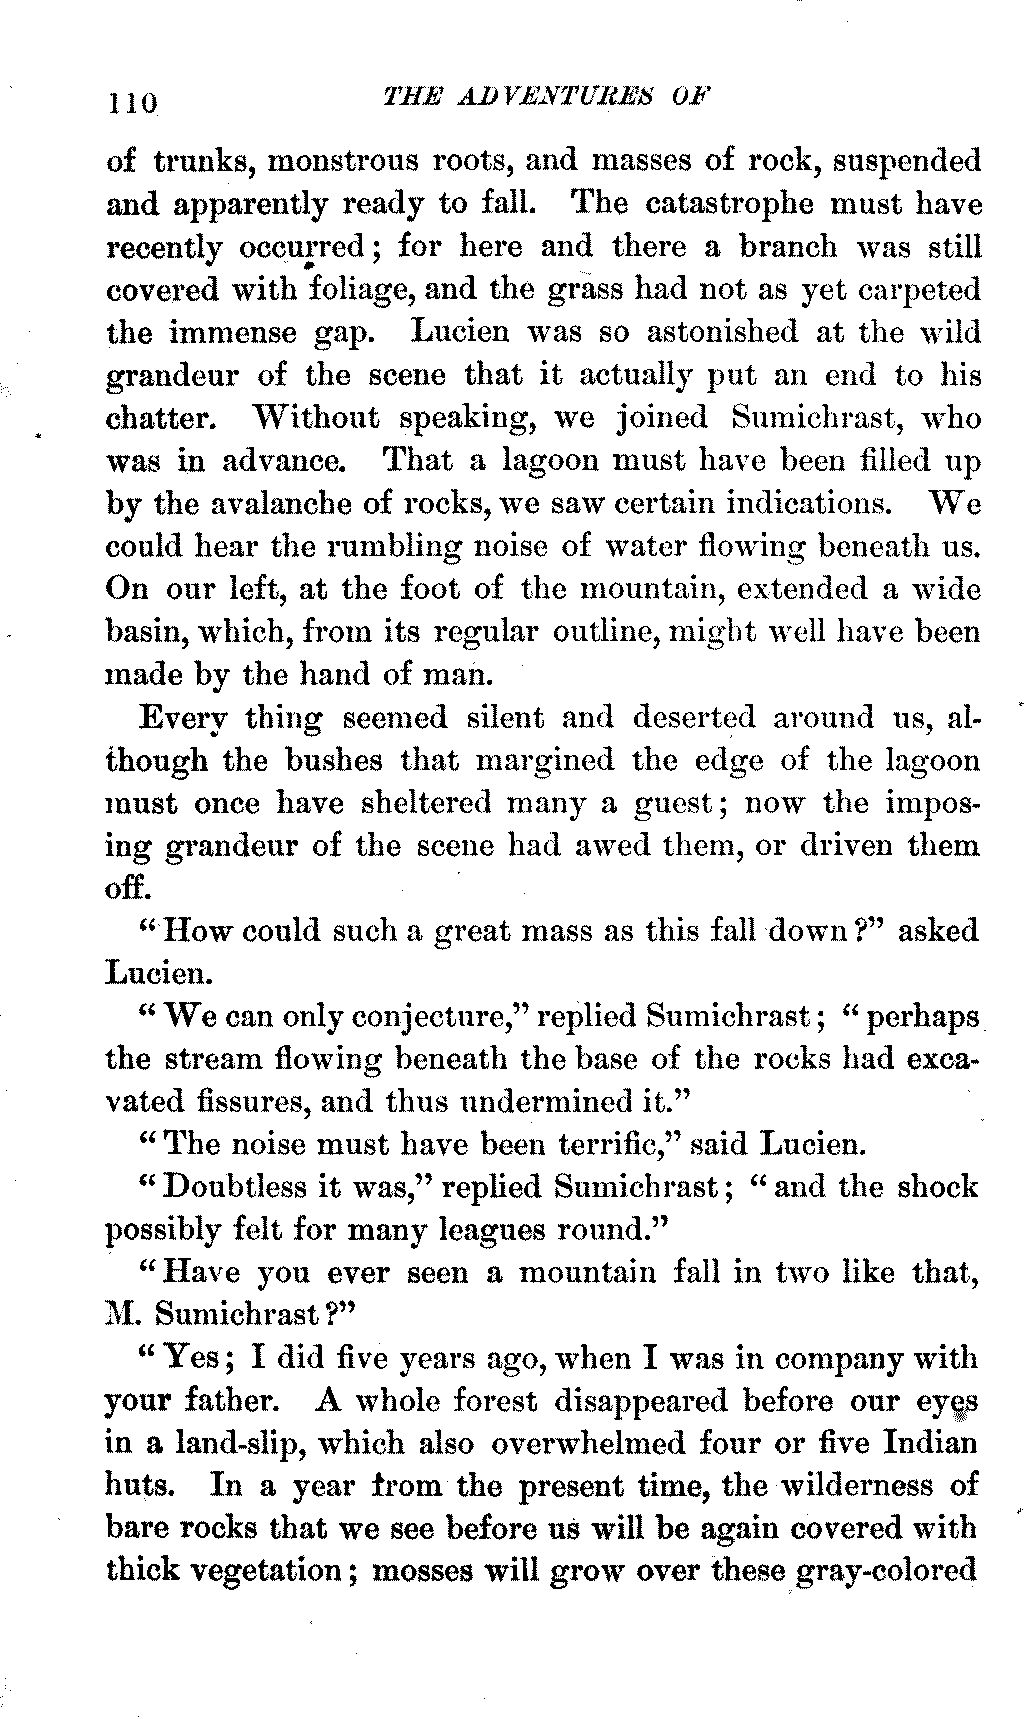 110 THE ADVENTURES OF
of trunks, monstrous roots, and masses of rock, suspended
and apparently ready to fall. The catastrophe must have
recently occurred; for here and there a branch was still
covered with foliage, and the grass had not as yet carpeted
the immense gap. Lucien was so astonished at the wild
grandeur of the scene that it actually put an end to his
chatter. Without speaking, we joined Sumichrast, who
was in advance. That a lagoon must have been filled up
by the avalanche of rocks, we saw certain indications. We
could hear the rumbling noise of water flowing beneath us.
On our left, at the foot of the mountain, extended a wide
basin, which, from its regular outline, might well have been
made by the hand of man.
Every thing seemed silent and deserted around us, al-
though the bushes that margined the edge of the lagoon
must once have sheltered many a guest; now the impos-
ing grandeur of the scene had awed them, or driven them
off.
"How could such a great mass as this fall down?" asked
Lucien.
"We can only conjecture," replied Sumichrast; "perhaps
the stream flowing beneath the base of the rocks had exca-
vated fissures, and thus undermined it."
"The noise must have been terrific," said Lucien.
"Doubtless it was," replied Sumichrast; "and the shock
possibly felt for many leagues round."
"Have you ever seen a mountain fall in two like that,
M. Sumichrast?"
"Yes; I did five years ago, when I was in company with
your father. A whole forest disappeared before our eyes
in a land-slip, which also overwhelmed four or five Indian
huts. In a year from the present time, the wilderness of
bare rocks that we see before us will be again covered with
thick vegetation; mosses will grow over these gray-colored